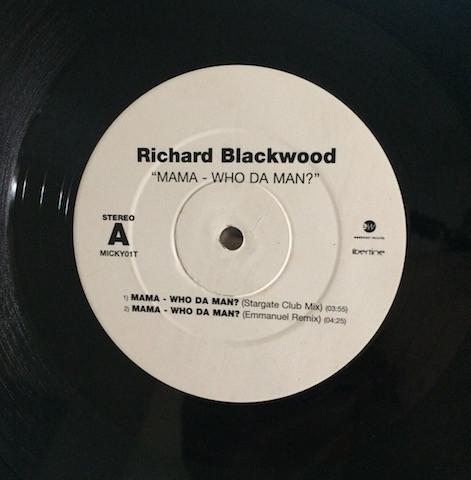 Richard Blackwood
"MAMA - WHO DA MAN?"
STEREO
A
MICKY01T
libertine
1) MAMA - WHO DA MAN? (Stargate Club Mix) (03:55)
2) MAMA - WHO DA MAN? (Emmanuel Remix) (04:25)